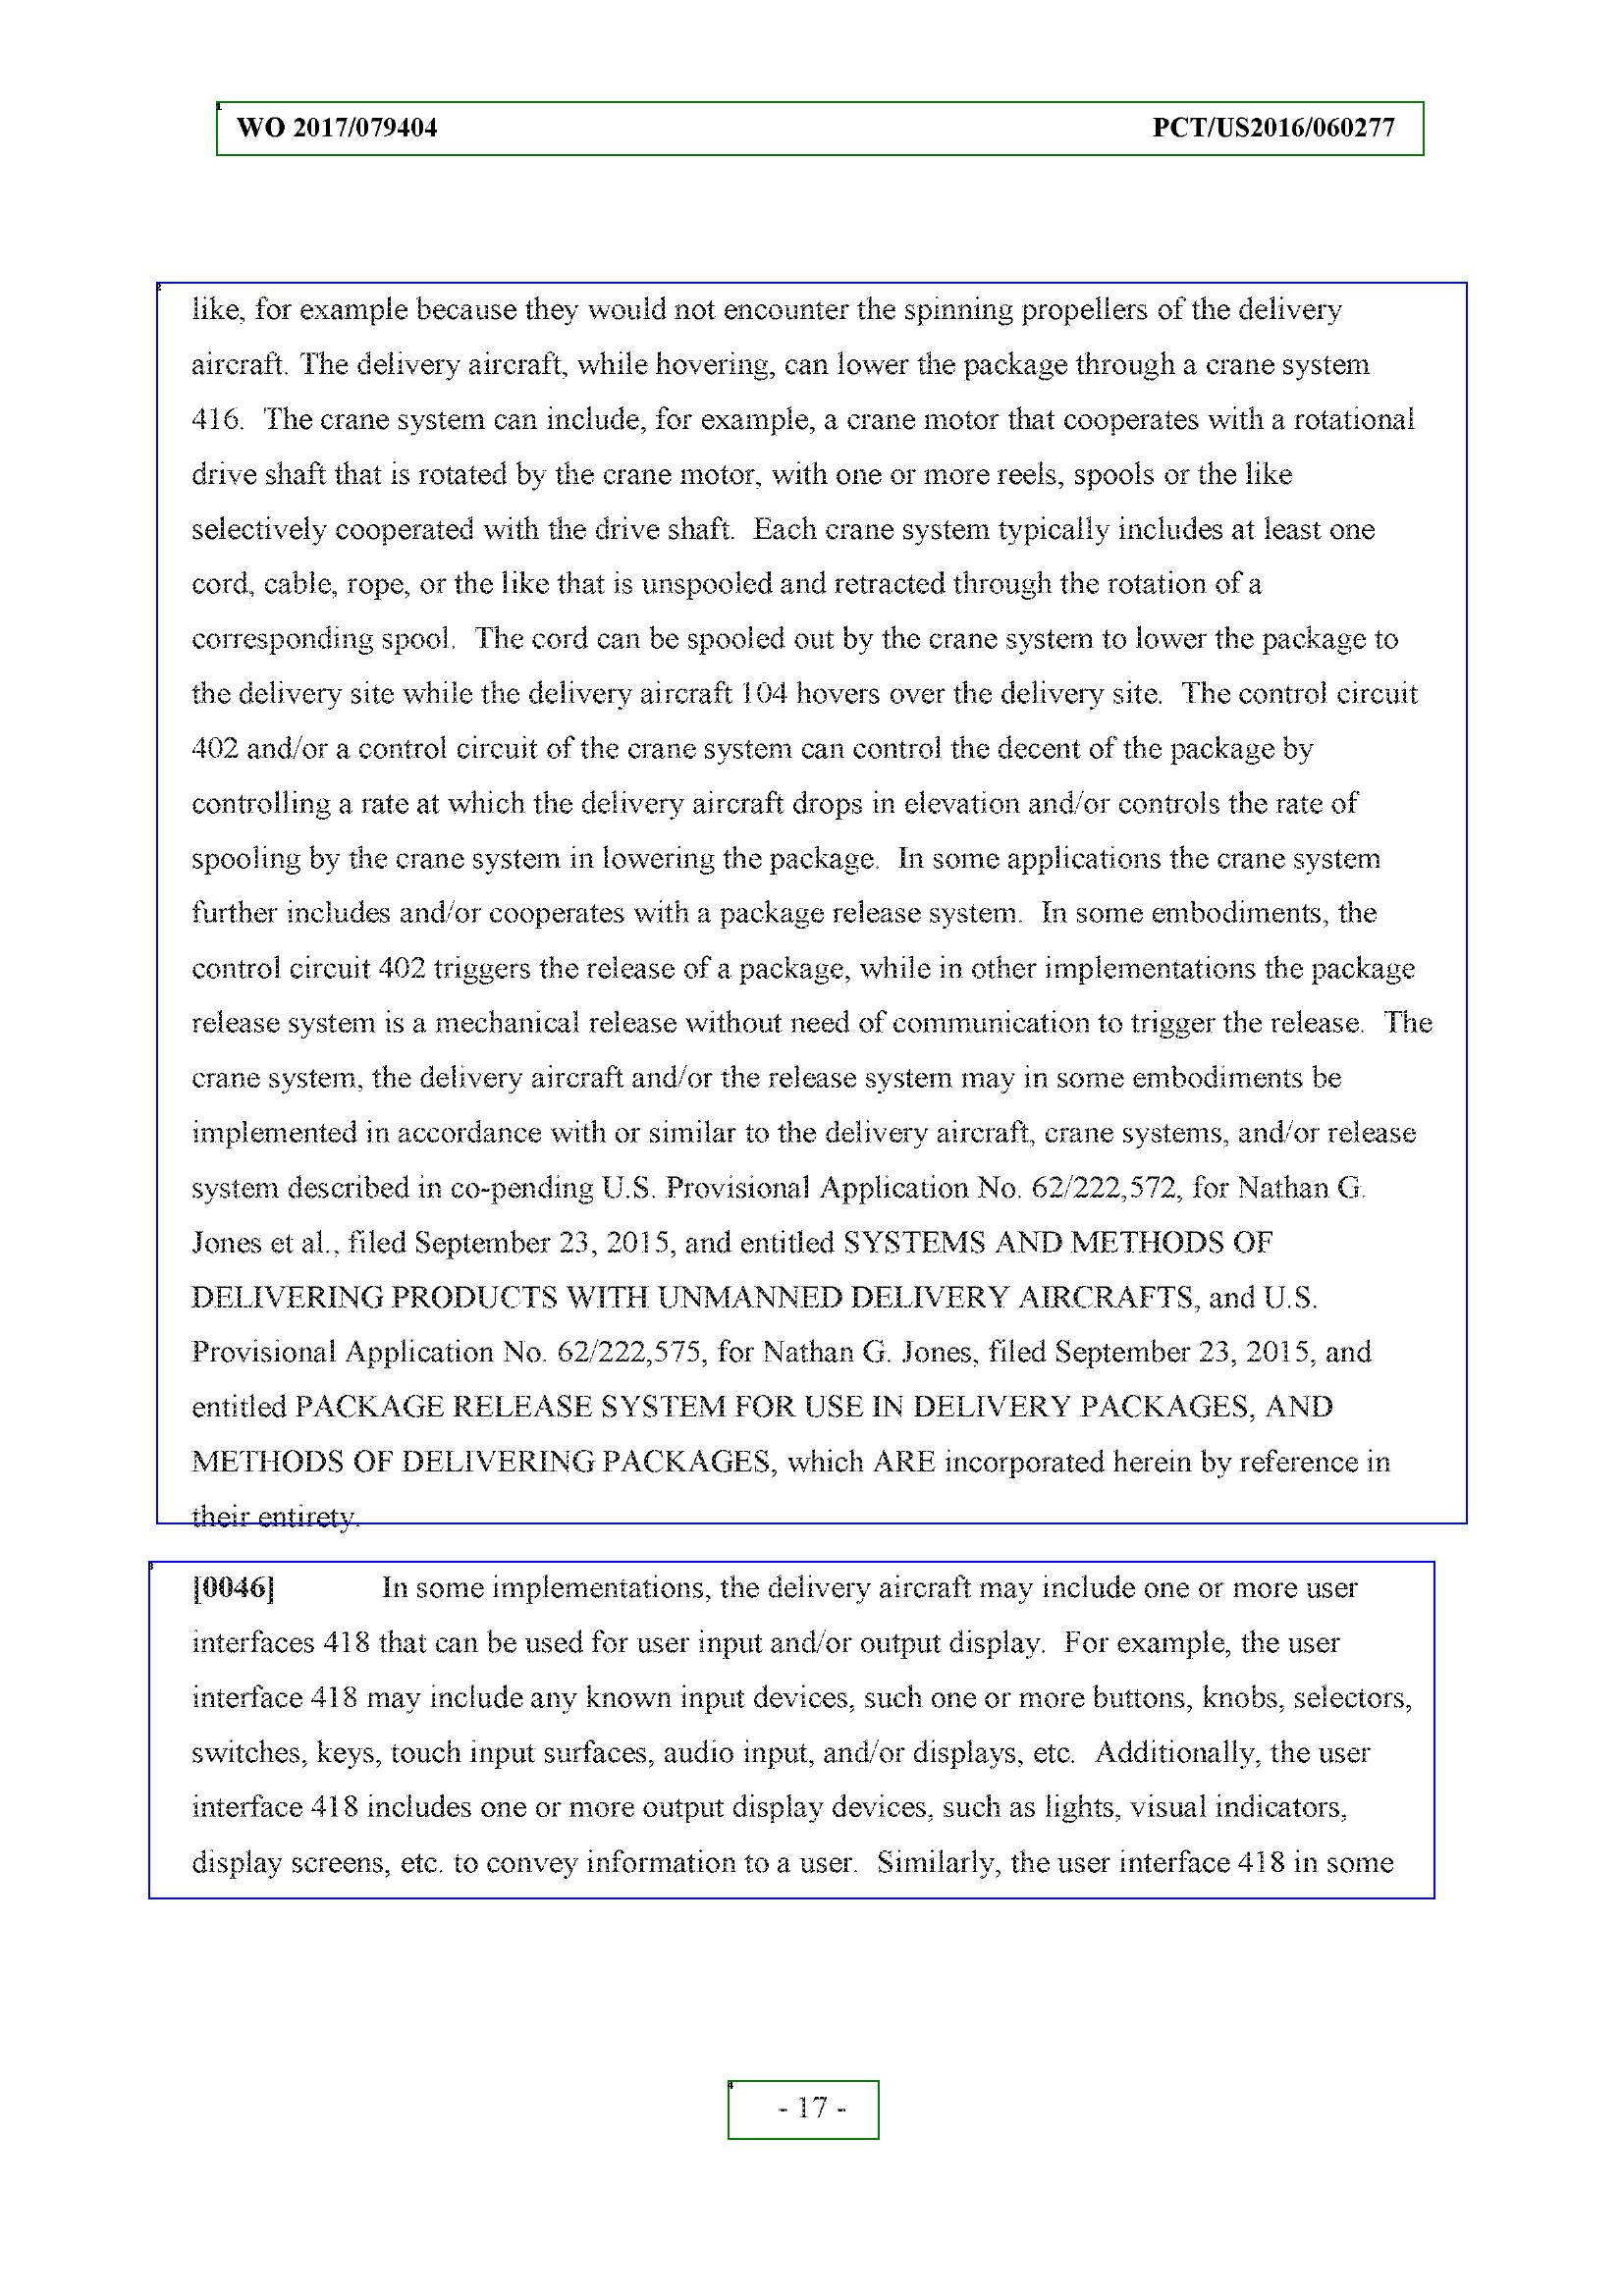 WO 2017/079404 PCT/US2016/060277
like, for example because they would not encounter the spinning propellers of the delivery
aircraft. The delivery aircraft, while hovering, can lower the package through a crane system
416. The crane system can include, for example, a crane motor that cooperates with a rotational
drive shaft that is rotated by the crane motor, with one or more reels, spools or the like
selectively cooperated with the drive shaft. Each crane system typically includes at least one
cord, cable, rope, or the like that is unspooled and retracted through the rotation of a
corresponding spool. The cord can be spooled out by the crane system to lower the package to
the delivery site while the delivery aircraft 104 hovers over the delivery site. The control circuit
402 and/or a control circuit of the crane system can control the decent of the package by
controlling a rate at which the delivery aircraft drops in elevation and/or controls the rate of
spooling by the crane system in lowering the package. In some applications the crane system
further includes and/or cooperates with a package release system. In some embodiments, the
control circuit 402 triggers the release of a package, while in other implementations the package
release system is a mechanical release without need of communication to trigger the release. The
crane system, the delivery aircraft and/or the release system may in some embodiments be
implemented in accordance with or similar to the delivery aircraft, crane systems, and/or release
system described in co-pending U.S. Provisional Application No. 62/222,572, for Nathan G.
Jones et al., filed September 23, 2015, and entitled SYSTEMS AND METHODS OF
DELIVERING PRODUCTS WITH UNMANNED DELIVERY AIRCRAFTS, and U.S.
Provisional Application No. 62/222,575, for Nathan G. Jones, filed September 23, 2015, and
entitled PACKAGE RELEASE SYSTEM FOR USE IN DELIVERY PACKAGES, AND
METHODS OF DELIVERING PACKAGES, which ARE incorporated herein by reference in
their entirety.
[0046] In some implementations, the delivery aircraft may include one or more user
interfaces 418 that can be used for user input and/or output display. For example, the user
interface 418 may include any known input devices, such one or more buttons, knobs, selectors,
switches, keys, touch input surfaces, audio input, and/or displays, etc. Additionally, the user
interface 418 includes one or more output display devices, such as lights, visual indicators,
display screens, etc. to convey information to a user. Similarly, the user interface 418 in some
- 17 -